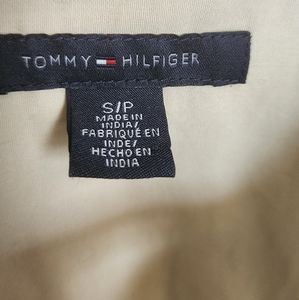 TOMMY HILFIGER
S/P
MADE IN
INDIA/
FABRIQUÉ EN
INDE/
HECHO EN
INDIA